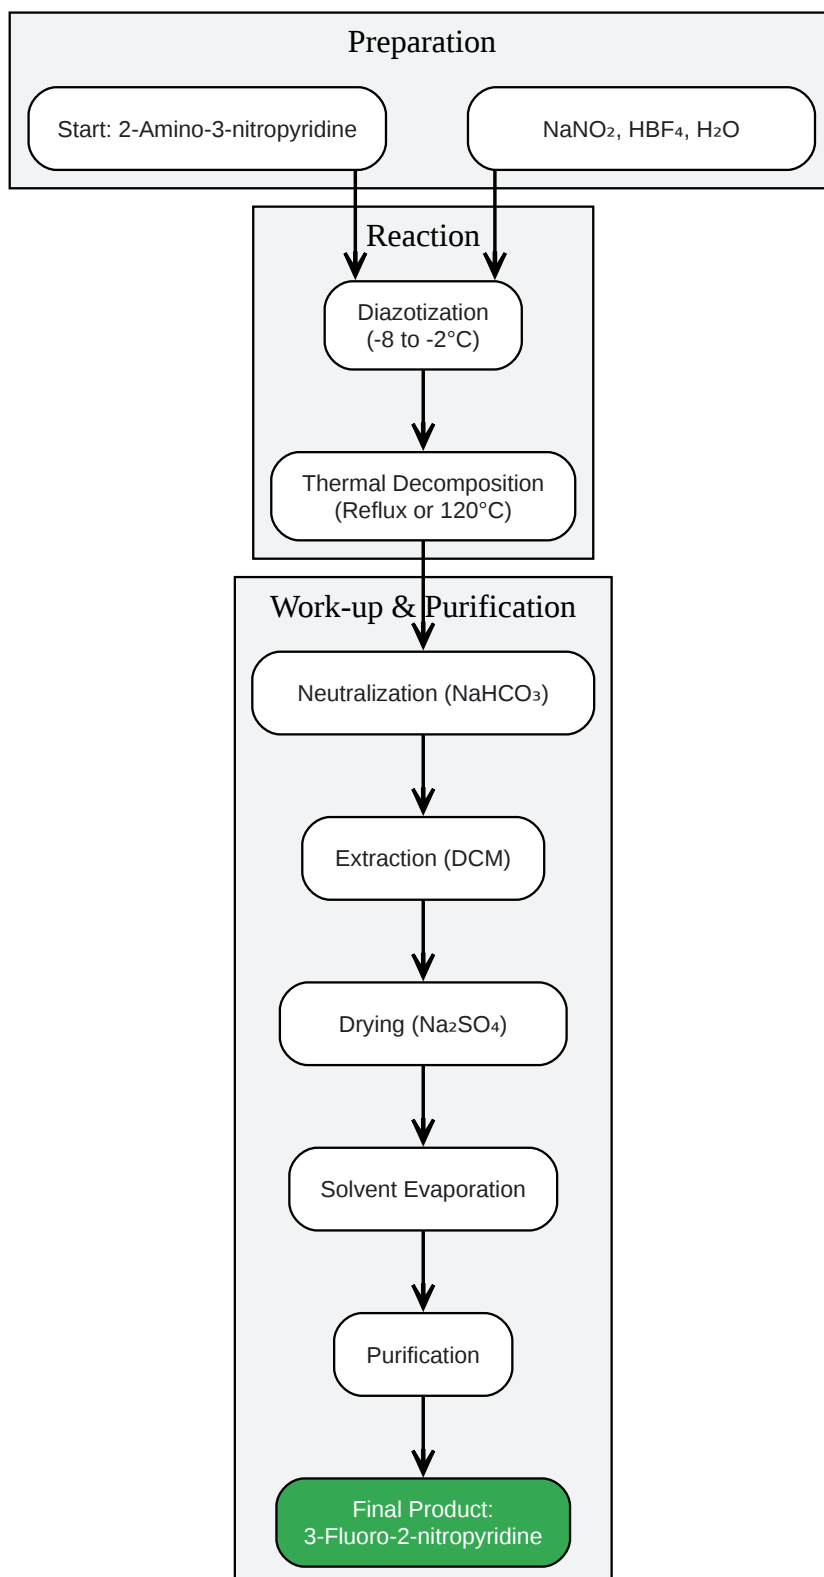 Preparation
Start: 2-Amino-3-nitropyridine
NaNO₂, HBF₄, H₂O
Reaction
Diazotization
(-8 to -2°C)
Thermal Decomposition
(Reflux or 120°C)
Work-up & Purification
Neutralization (NaHCO₃)
Extraction (DCM)
Drying (Na₂SO₄)
Solvent Evaporation
Purification
Final Product:
3-Fluoro-2-nitropyridine